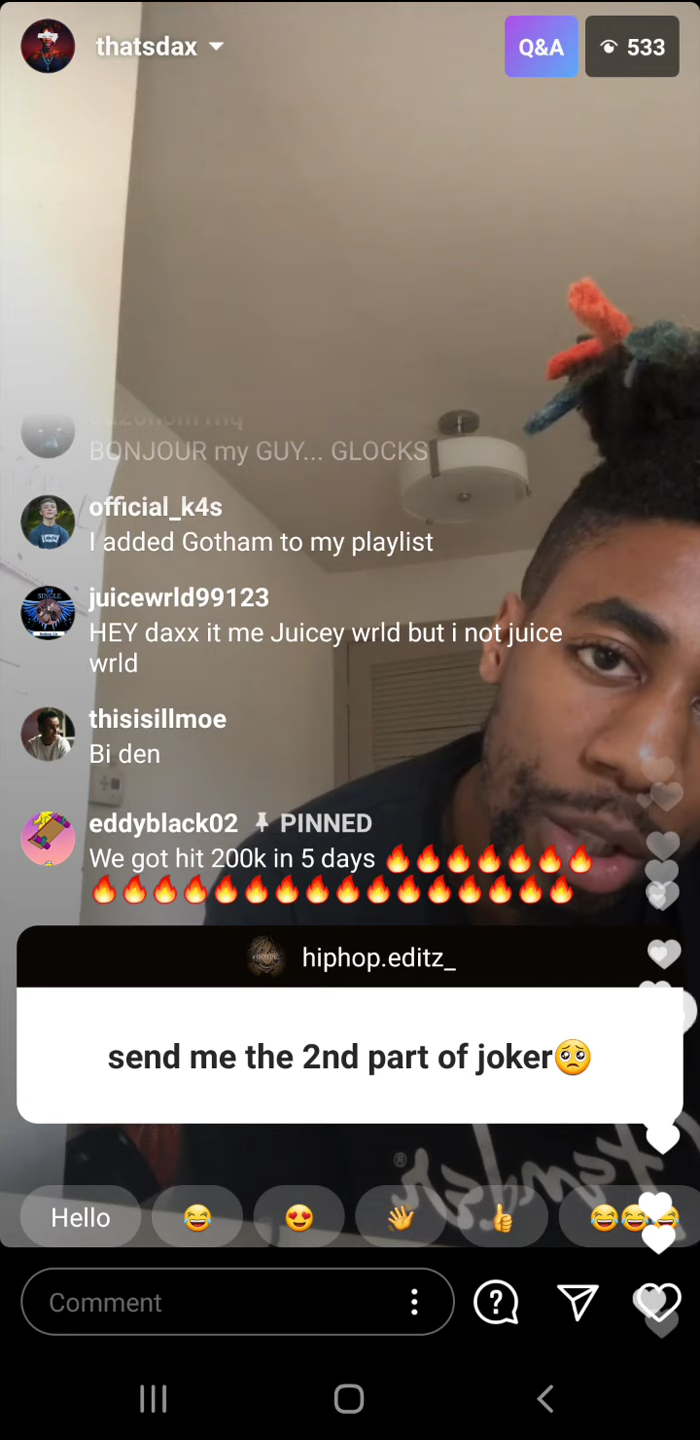 thatsdax
Q&A
533
BONJOUR my GUY... GLOCKS
official_k4s
I added Gotham to my playlist
juicewrld99123
HEY daxx it me Juicey wrld but i not juice
wrld
thisisillmoe
Bi den
eddyblack02 PINNED
We got hit 200k in 5 days 🔥🔥🔥🔥🔥🔥🔥
🔥🔥🔥🔥🔥🔥🔥🔥🔥🔥🔥🔥🔥🔥🔥🔥
hiphop.editz_
send me the 2nd part of joker🥺
fender
®
Hello 😂 😍 👋 👍 😂😂😂
Comment